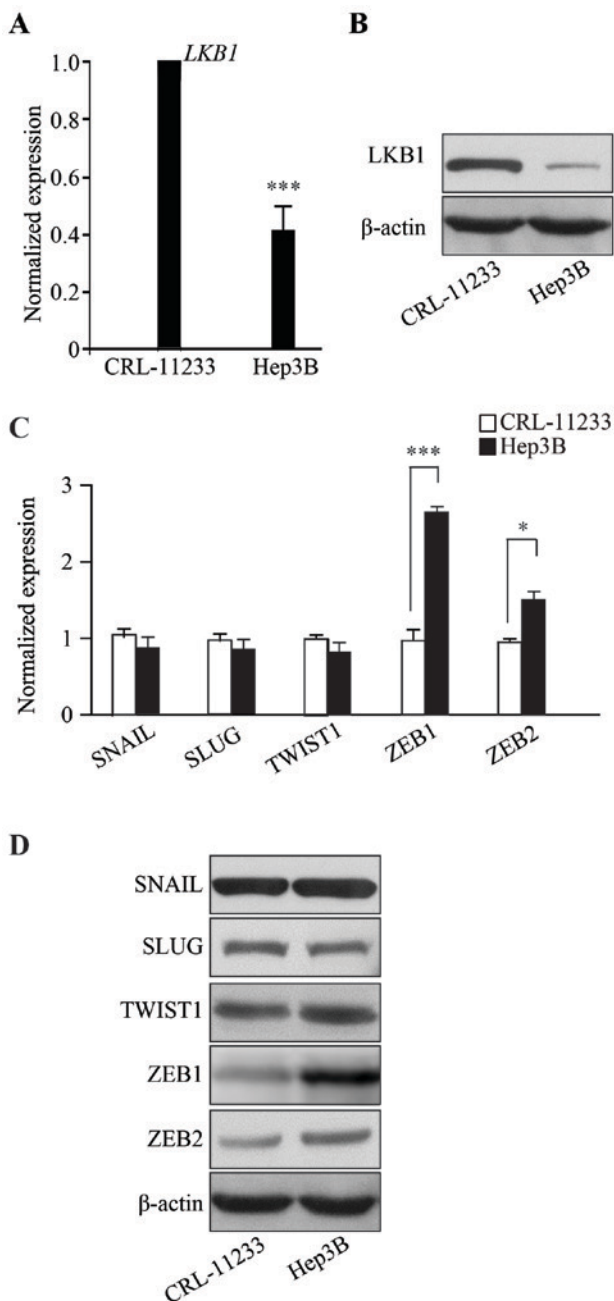 A
LKB1
Normalized expression
1.0
0.8
0.6
0.4
0.2
0
***
CRL-11233
Hep3B
B
LKB1
β-actin
CRL-11233
Hep3B
C
CRL-11233
Hep3B
Normalized expression
3
2
1
0
***
*
SNAIL
SLUG
TWIST1
ZEB1
ZEB2
D
SNAIL
SLUG
TWIST1
ZEB1
ZEB2
β-actin
CRL-11233
Hep3B